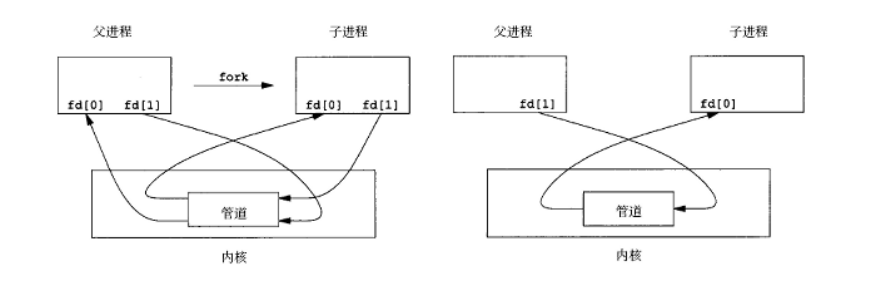 父进程
子进程
fork
fd[0] fd[1]
fd[0] fd[1]
管道
内核
父进程
子进程
fd[1]
fd[0]
管道
内核